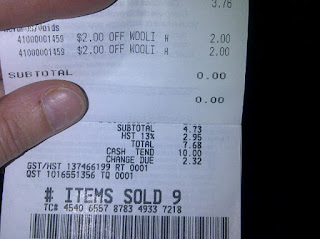 3.76
41000001459 $2.00 OFF WOOLI H 2.00
41000001459 $2.00 OFF WOOLI H 2.00
SUBTOTAL 0.00
0.00
SUBTOTAL 4.73
HST 13% 2.95
TOTAL 7.68
CASH TEND 10.00
CHANGE DUE 2.32
GST/HST 137466199 RT 0001
QST 1016551356 TQ 0001
# ITEMS SOLD 9
TC# 4540 6557 8783 4933 7218